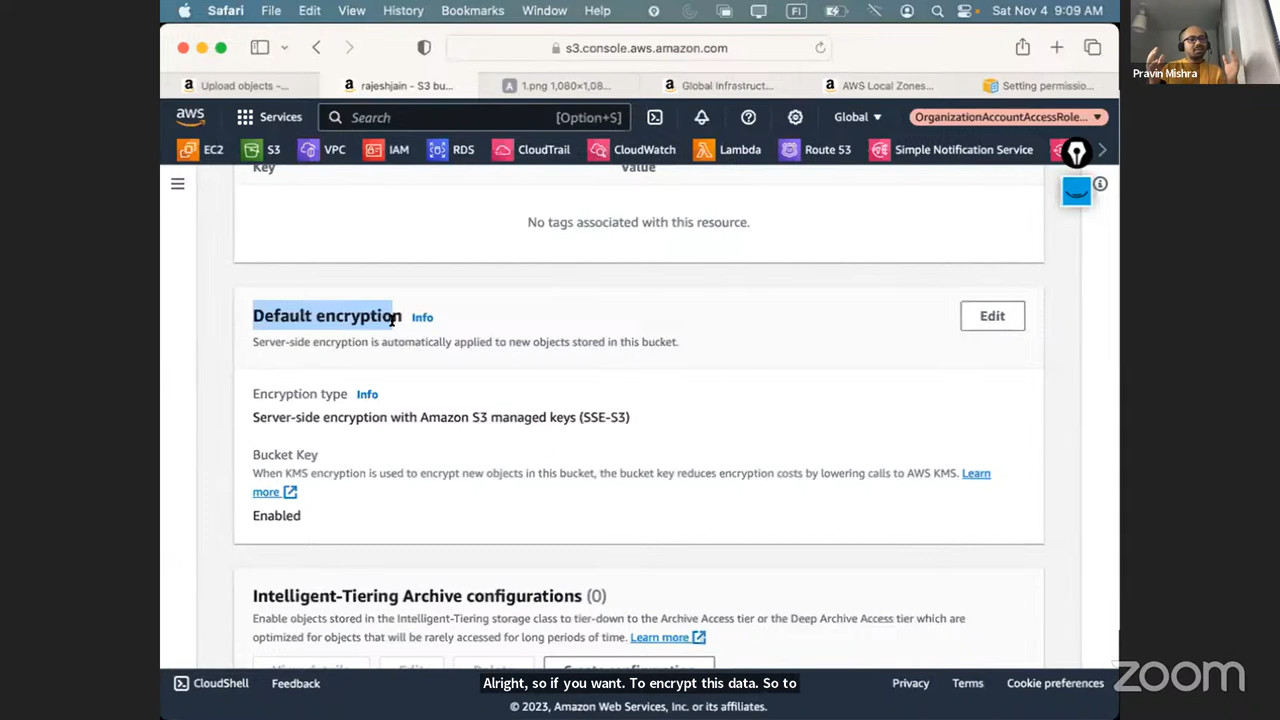 Safari File Edit View History Bookmarks Window Help FI Sat Nov 4 9:09 AM
Pravin Mishra
s3.console.aws.amazon.com
Upload objects -... rajeshjain - S3 bu... 1.png 1,080×1,08... Global Infrastruct... AWS Local Zones... Setting permissio...
aws Services Search [Option+S] Global OrganizationAccountAccessRole...
EC2 S3 VPC IAM RDS CloudTrail CloudWatch Lambda Route 53 Simple Notification Service
Key Value
No tags associated with this resource.
Default encryption Info Edit
Server-side encryption is automatically applied to new objects stored in this bucket.
Encryption type Info
Server-side encryption with Amazon S3 managed keys (SSE-S3)
Bucket Key
When KMS encryption is used to encrypt new objects in this bucket, the bucket key reduces encryption costs by lowering calls to AWS KMS. Learn
more
Enabled
Intelligent-Tiering Archive configurations (0)
Enable objects stored in the Intelligent-Tiering storage class to tier-down to the Archive Access tier or the Deep Archive Access tier which are
optimized for objects that will be rarely accessed for long periods of time. Learn more
View details Edit Delete Create configuration
CloudShell Feedback Alright, so if you want. To encrypt this data. So to Privacy Terms Cookie preferences
© 2023, Amazon Web Services, Inc. or its affiliates.
zoom